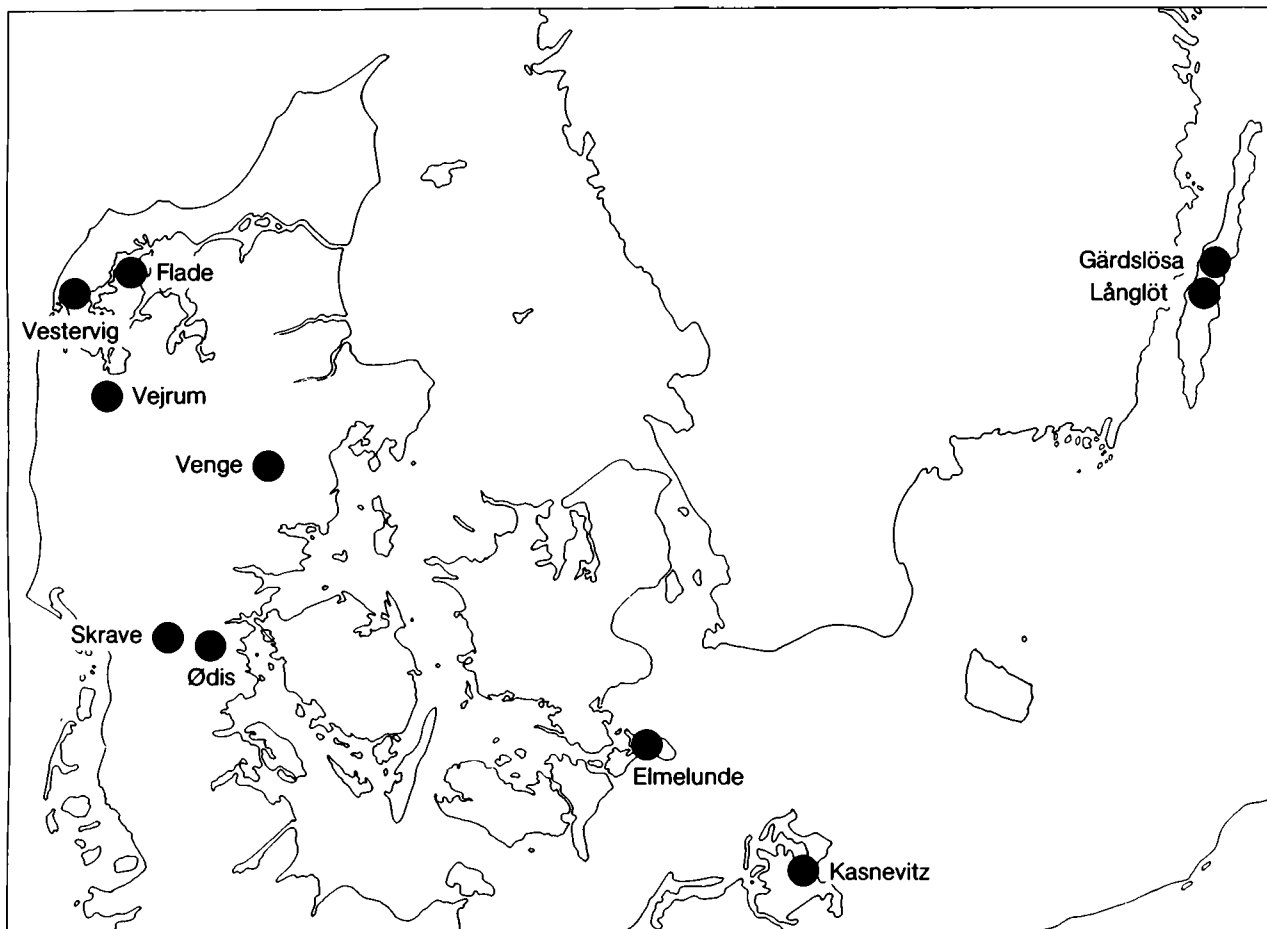 Flade
Gärdslösa
Långlöt
Vestervig
Vejrum
Venge
Skrave
Ødis
Elmelunde
Kasnevitz